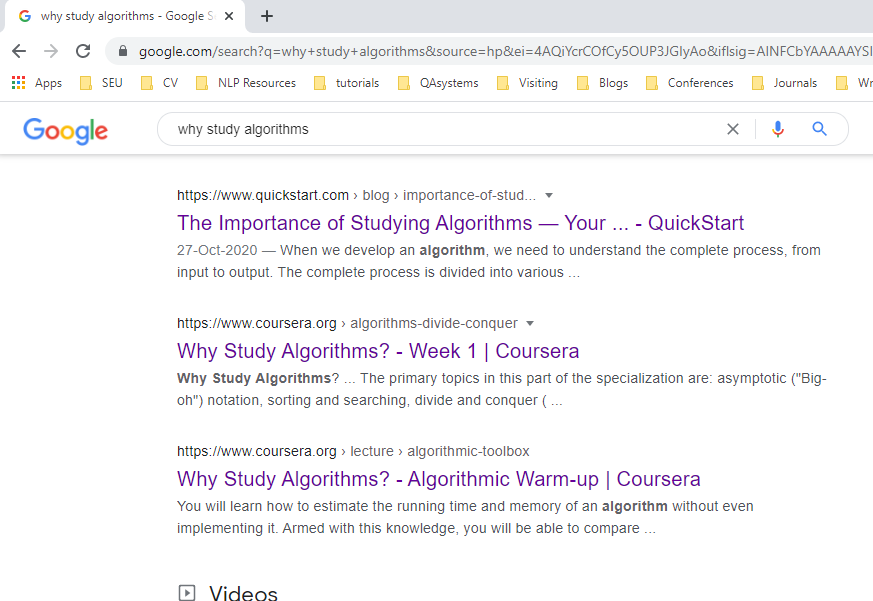 why study algorithms - Google S
google.com/search?q=why+study+algorithms&source=hp&ei=4AQiYcrCOfCy5OUP3JGIyAo&iflsig=AINFCbYAAAAAYSI
Apps SEU CV NLP Resources tutorials QAsystems Visiting Blogs Conferences Journals Wr
Google why study algorithms
https://www.quickstart.com › blog › importance-of-stud...
The Importance of Studying Algorithms — Your ... - QuickStart
27-Oct-2020 — When we develop an algorithm, we need to understand the complete process, from
input to output. The complete process is divided into various ...
https://www.coursera.org › algorithms-divide-conquer
Why Study Algorithms? - Week 1 | Coursera
Why Study Algorithms? ... The primary topics in this part of the specialization are: asymptotic ("Big-
oh") notation, sorting and searching, divide and conquer ( ...
https://www.coursera.org › lecture › algorithmic-toolbox
Why Study Algorithms? - Algorithmic Warm-up | Coursera
You will learn how to estimate the running time and memory of an algorithm without even
implementing it. Armed with this knowledge, you will be able to compare ...
Videos